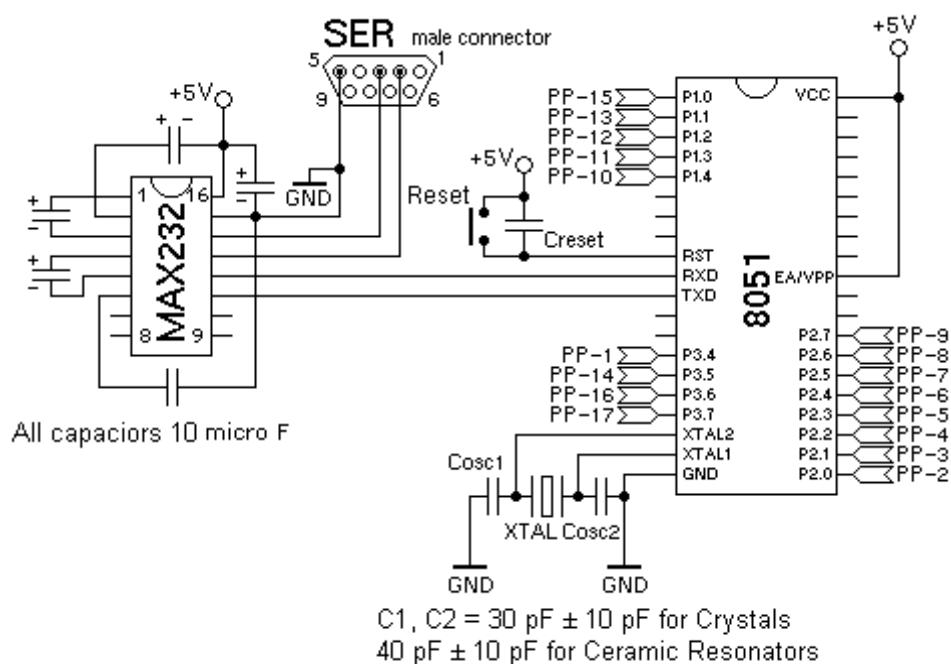 SER male connector
5
1
9
6
+5V
+
-
+
-
+
-
+
-
1
16
MAX232
8
9
GND
All capaciors 10 micro F
+5V
Reset
Creset
+5V
PP-15
PP-13
PP-12
PP-11
PP-10
P1.0
P1.1
P1.2
P1.3
P1.4
VCC
RST
RXD
TXD
EA/VPP
8051
PP-1
PP-14
PP-16
PP-17
P3.4
P3.5
P3.6
P3.7
XTAL2
XTAL1
GND
P2.7
P2.6
P2.5
P2.4
P2.3
P2.2
P2.1
P2.0
PP-9
PP-8
PP-7
PP-6
PP-5
PP-4
PP-3
PP-2
Cosc1
XTAL
Cosc2
GND
GND
C1, C2 = 30 pF ± 10 pF for Crystals
40 pF ± 10 pF for Ceramic Resonators